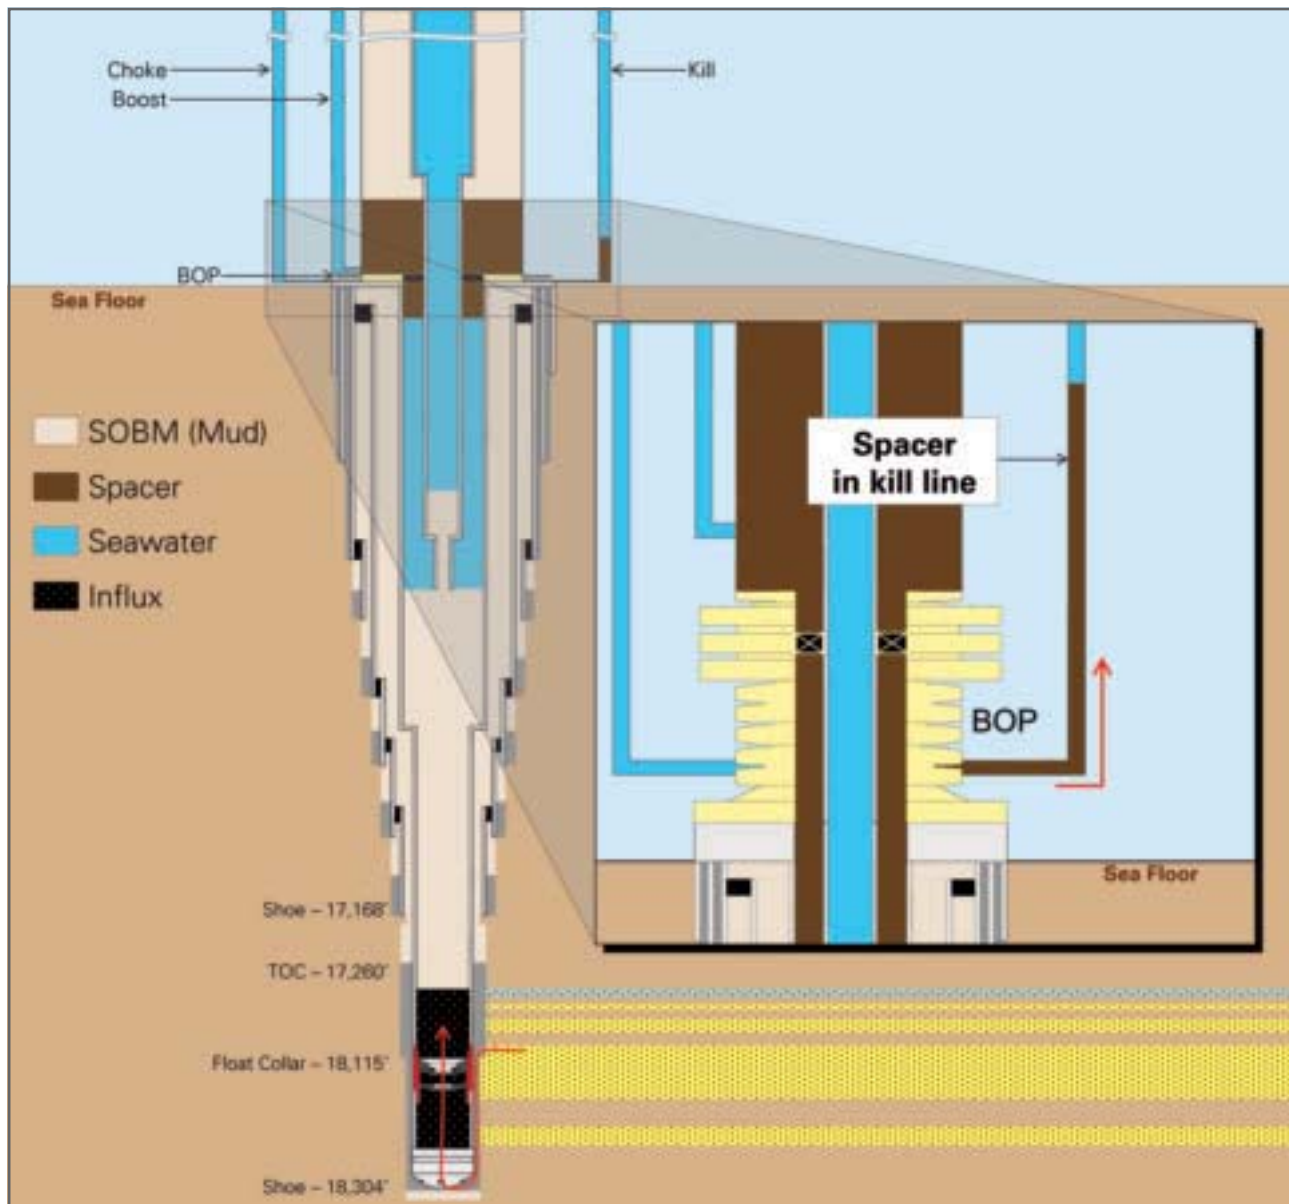 Choke
Kill
Boost
BOP
Sea Floor
SOBM (Mud)
Spacer
Seawater
Influx
Spacer
in kill line
BOP
Sea Floor
Shoe – 17,168'
TOC – 17,260'
Float Collar – 18,115'
Shoe – 18,304'